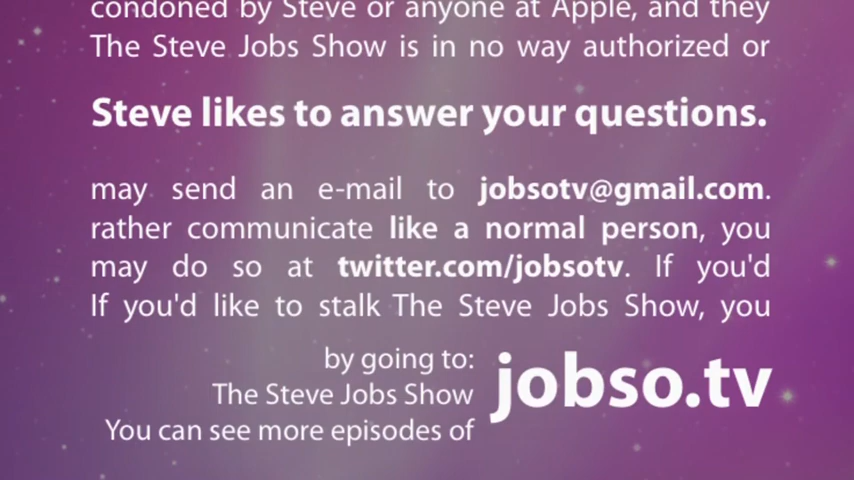 condoned by Steve or anyone at Apple, and they
The Steve Jobs Show is in no way authorized or
Steve likes to answer your questions.
may send an e-mail to jobsotv@gmail.com.
rather communicate like a normal person, you
may do so at twitter.com/jobsotv. If you'd
If you'd like to stalk The Steve Jobs Show, you
by going to:
The Steve Jobs Show
You can see more episodes of
jobso.tv